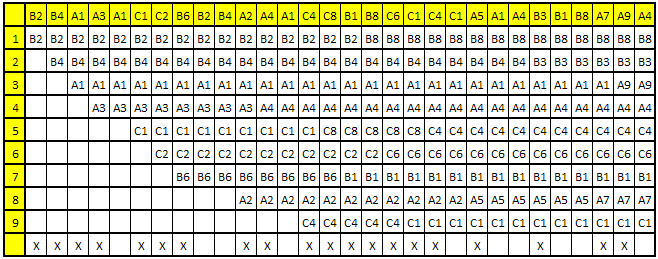 B2 B4 A1 A3 A1 C1 C2 B6 B2 B4 A2 A4 A1 C4 C8 B1 B8 C6 C1 C4 C1 A5 A1 A4 B3 B1 B8 A7 A9 A4
1 B2 B2 B2 B2 B2 B2 B2 B2 B2 B2 B2 B2 B2 B2 B2 B2 B8 B8 B8 B8 B8 B8 B8 B8 B8 B8 B8 B8 B8 B8
2 B4 B4 B4 B4 B4 B4 B4 B4 B4 B4 B4 B4 B4 B4 B4 B4 B4 B4 B4 B4 B4 B4 B4 B3 B3 B3 B3 B3 B3
3 A1 A1 A1 A1 A1 A1 A1 A1 A1 A1 A1 A1 A1 A1 A1 A1 A1 A1 A1 A1 A1 A1 A1 A1 A1 A1 A9 A9
4 A3 A3 A3 A3 A3 A3 A3 A3 A4 A4 A4 A4 A4 A4 A4 A4 A4 A4 A4 A4 A4 A4 A4 A4 A4 A4 A4
5 C1 C1 C1 C1 C1 C1 C1 C1 C1 C8 C8 C8 C8 C8 C4 C4 C4 C4 C4 C4 C4 C4 C4 C4 C4
6 C2 C2 C2 C2 C2 C2 C2 C2 C2 C2 C2 C6 C6 C6 C6 C6 C6 C6 C6 C6 C6 C6 C6 C6
7 B6 B6 B6 B6 B6 B6 B6 B6 B1 B1 B1 B1 B1 B1 B1 B1 B1 B1 B1 B1 B1 B1 B1
8 A2 A2 A2 A2 A2 A2 A2 A2 A2 A2 A2 A5 A5 A5 A5 A5 A5 A7 A7 A7
9 C4 C4 C4 C4 C4 C1 C1 C1 C1 C1 C1 C1 C1 C1 C1 C1 C1
X X X X X X X X X X X X X X X X X X X X